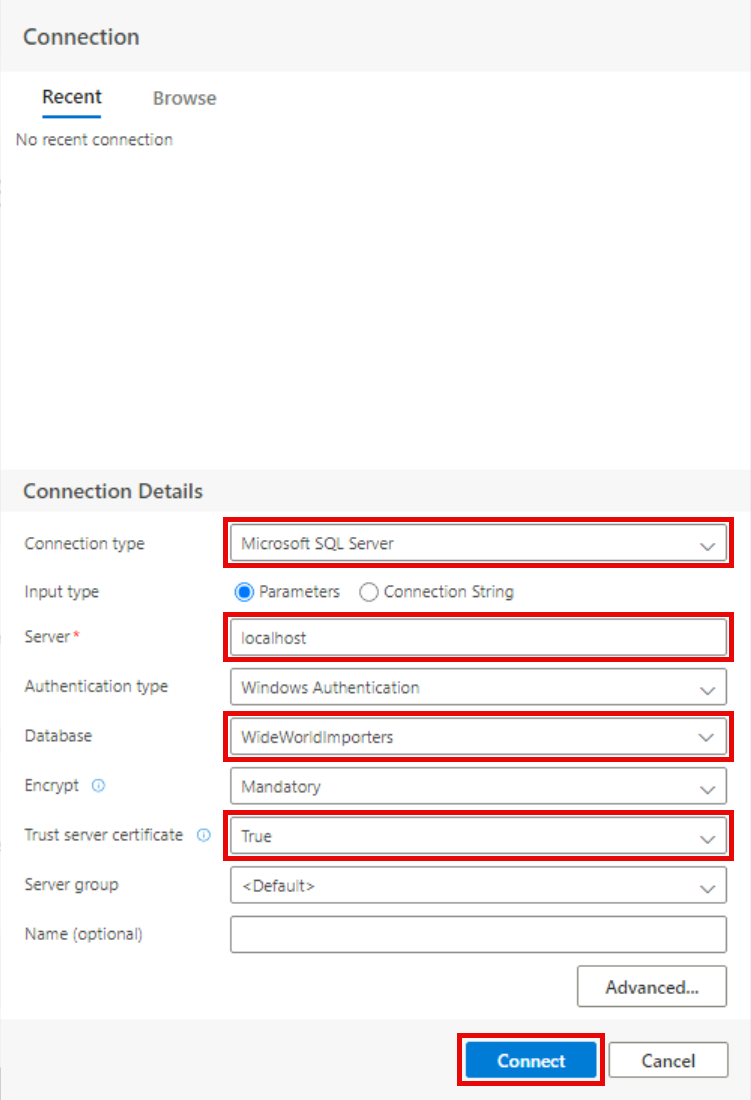 Connection
Recent Browse
No recent connection
Connection Details
Connection type Microsoft SQL Server
Input type Parameters Connection String
Server* localhost
Authentication type Windows Authentication
Database WideWorldImporters
Encrypt Mandatory
Trust server certificate True
Server group <Default>
Name (optional)
Advanced...
Connect Cancel